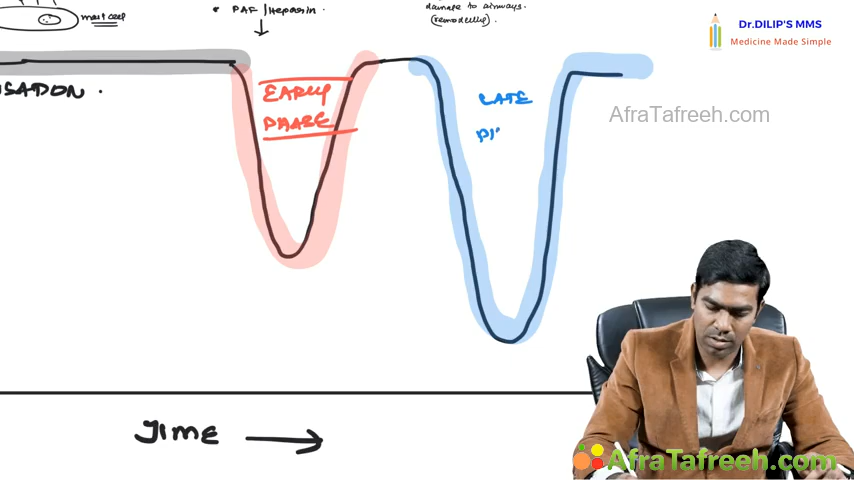 • PAF / Heparin.
mast cell
damage to airways.
(remodelling)
Dr.DILIP'S MMS
Medicine Made Simple
EARLY
PHASE
LATE
AfraTafreeh.com
TIME
AfraTafreeh.com